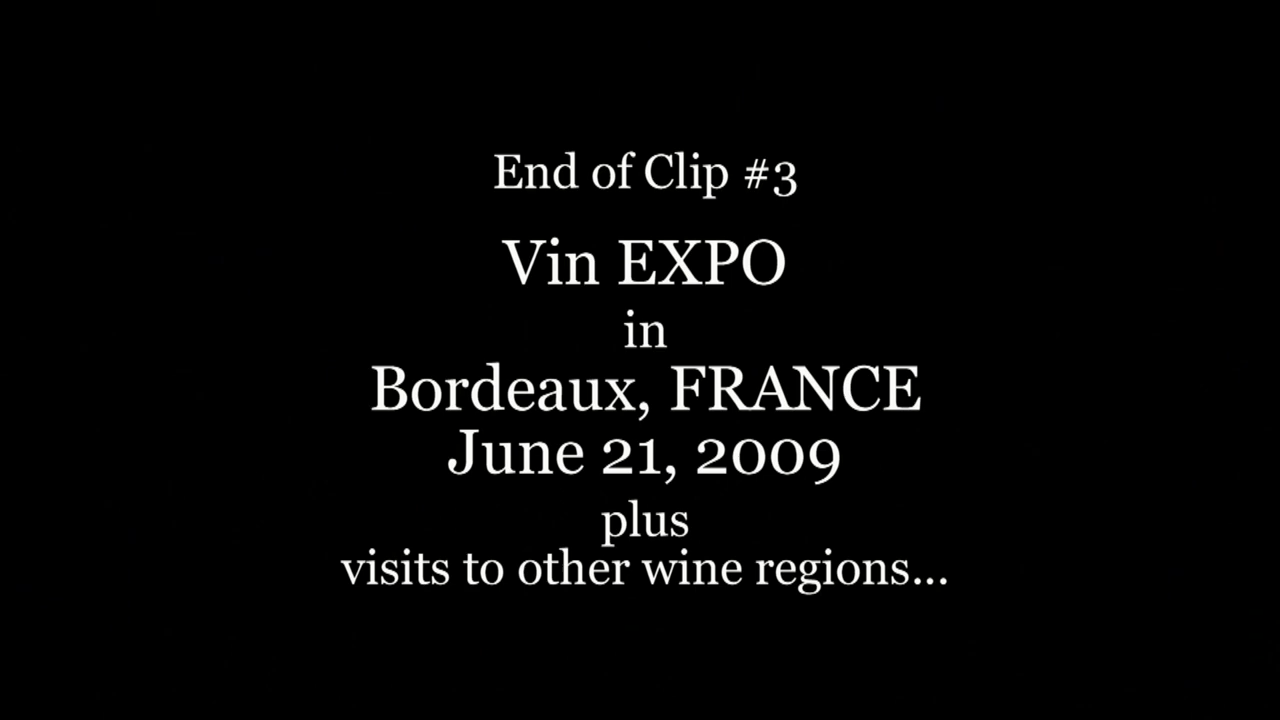 End of Clip #3
Vin EXPO
in
Bordeaux, FRANCE
June 21, 2009
plus
visits to other wine regions...